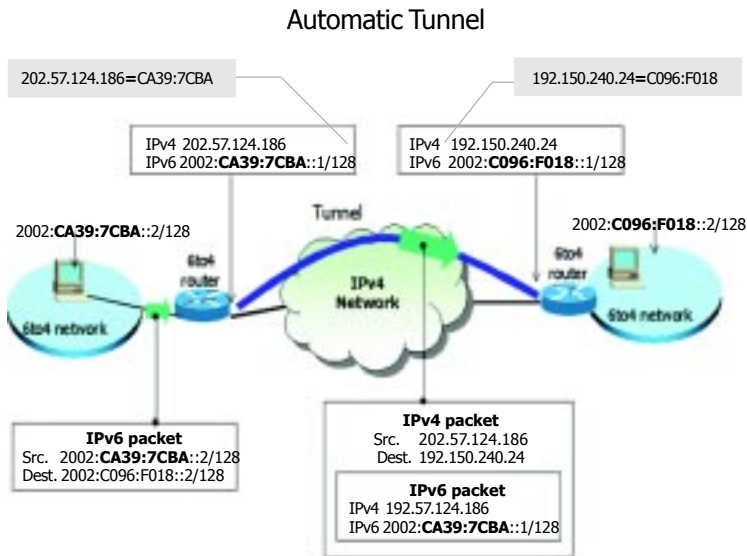 Automatic Tunnel
202.57.124.186=CA39:7CBA
192.150.240.24=C096:F018
IPv4 202.57.124.186
IPv6 2002:CA39:7CBA::1/128
IPv4 192.150.240.24
IPv6 2002:C096:F018::1/128
Tunnel
2002:CA39:7CBA::2/128
2002:C096:F018::2/128
6to4
router
6to4
router
IPv4
Network
6to4 network
6to4 network
IPv6 packet
Src. 2002:CA39:7CBA::2/128
Dest. 2002:C096:F018::2/128
IPv4 packet
Src. 202.57.124.186
Dest. 192.150.240.24
IPv6 packet
IPv4 192.57.124.186
IPv6 2002:CA39:7CBA::1/128